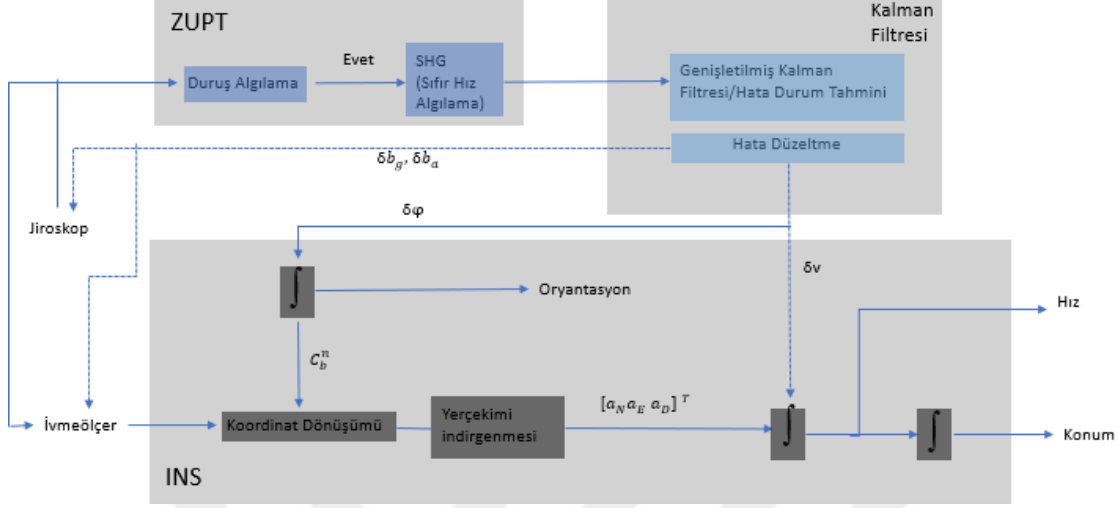 ZUPT
Kalman
Filtresi
Duruş Algılama
Evet
SHG
(Sıfır Hız
Algılama)
Genişletilmiş Kalman
Filtresi/Hata Durum Tahmini
Hata Düzeltme
δb_g, δb_a
Jiroskop
δφ
δv
∫
Oryantasyon
Hız
C_b^n
İvmeölçer
Koordinat Dönüşümü
Yerçekimi
indirgenmesi
[a_N a_E a_D]^T
∫
∫
Konum
INS